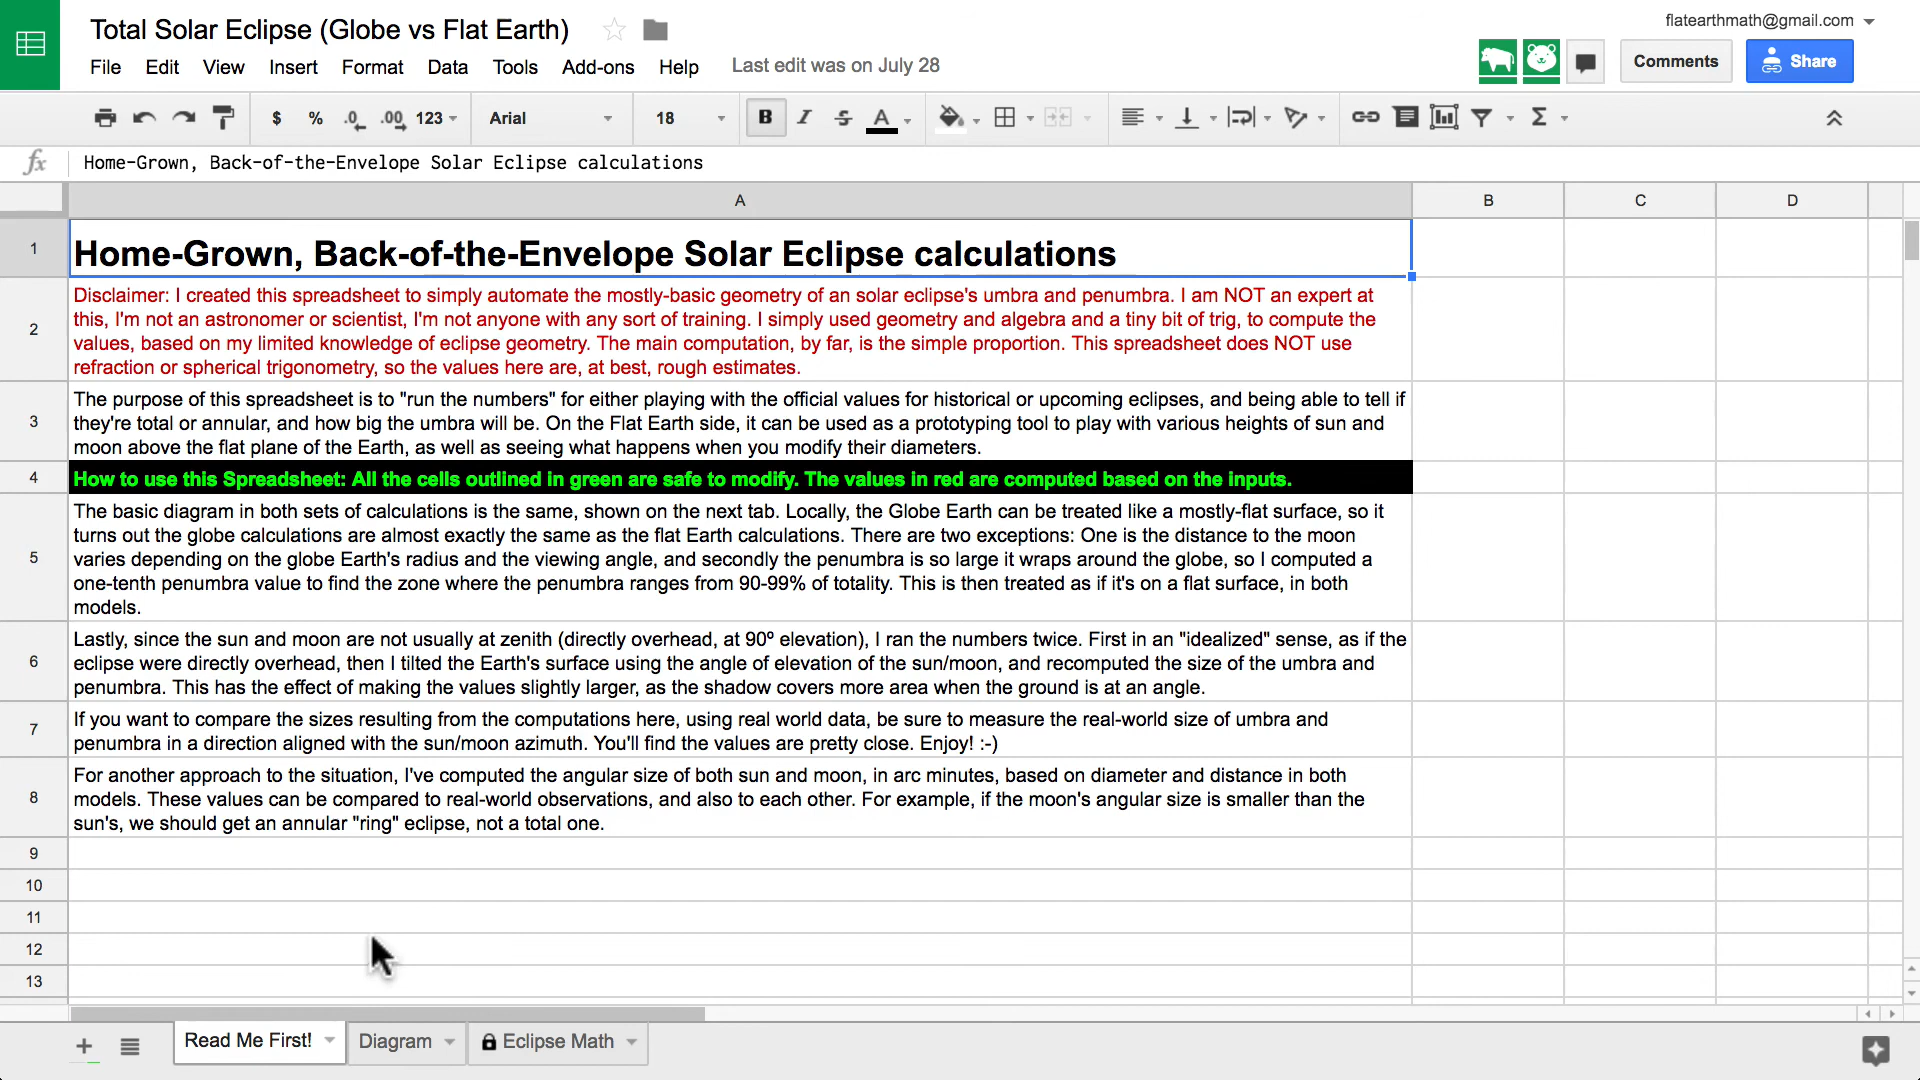 Total Solar Eclipse (Globe vs Flat Earth)
flatearthmath@gmail.com
File Edit View Insert Format Data Tools Add-ons Help Last edit was on July 28
Comments
Share
$ % .0 .00 123 Arial 18 B I S A Σ
fx Home-Grown, Back-of-the-Envelope Solar Eclipse calculations
A B C D
1 Home-Grown, Back-of-the-Envelope Solar Eclipse calculations
Disclaimer: I created this spreadsheet to simply automate the mostly-basic geometry of an solar eclipse's umbra and penumbra. I am NOT an expert at
2 this, I'm not an astronomer or scientist, I'm not anyone with any sort of training. I simply used geometry and algebra and a tiny bit of trig, to compute the
values, based on my limited knowledge of eclipse geometry. The main computation, by far, is the simple proportion. This spreadsheet does NOT use
refraction or spherical trigonometry, so the values here are, at best, rough estimates.
The purpose of this spreadsheet is to "run the numbers" for either playing with the official values for historical or upcoming eclipses, and being able to tell if
3 they're total or annular, and how big the umbra will be. On the Flat Earth side, it can be used as a prototyping tool to play with various heights of sun and
moon above the flat plane of the Earth, as well as seeing what happens when you modify their diameters.
4 How to use this Spreadsheet: All the cells outlined in green are safe to modify. The values in red are computed based on the inputs.
The basic diagram in both sets of calculations is the same, shown on the next tab. Locally, the Globe Earth can be treated like a mostly-flat surface, so it
turns out the globe calculations are almost exactly the same as the flat Earth calculations. There are two exceptions: One is the distance to the moon
5 varies depending on the globe Earth's radius and the viewing angle, and secondly the penumbra is so large it wraps around the globe, so I computed a
one-tenth penumbra value to find the zone where the penumbra ranges from 90-99% of totality. This is then treated as if it's on a flat surface, in both
models.
Lastly, since the sun and moon are not usually at zenith (directly overhead, at 90º elevation), I ran the numbers twice. First in an "idealized" sense, as if the
6 eclipse were directly overhead, then I tilted the Earth's surface using the angle of elevation of the sun/moon, and recomputed the size of the umbra and
penumbra. This has the effect of making the values slightly larger, as the shadow covers more area when the ground is at an angle.
7 If you want to compare the sizes resulting from the computations here, using real world data, be sure to measure the real-world size of umbra and
penumbra in a direction aligned with the sun/moon azimuth. You'll find the values are pretty close. Enjoy! :-)
For another approach to the situation, I've computed the angular size of both sun and moon, in arc minutes, based on diameter and distance in both
8 models. These values can be compared to real-world observations, and also to each other. For example, if the moon's angular size is smaller than the
sun's, we should get an annular "ring" eclipse, not a total one.
9
10
11
12
13
+ Read Me First! Diagram Eclipse Math